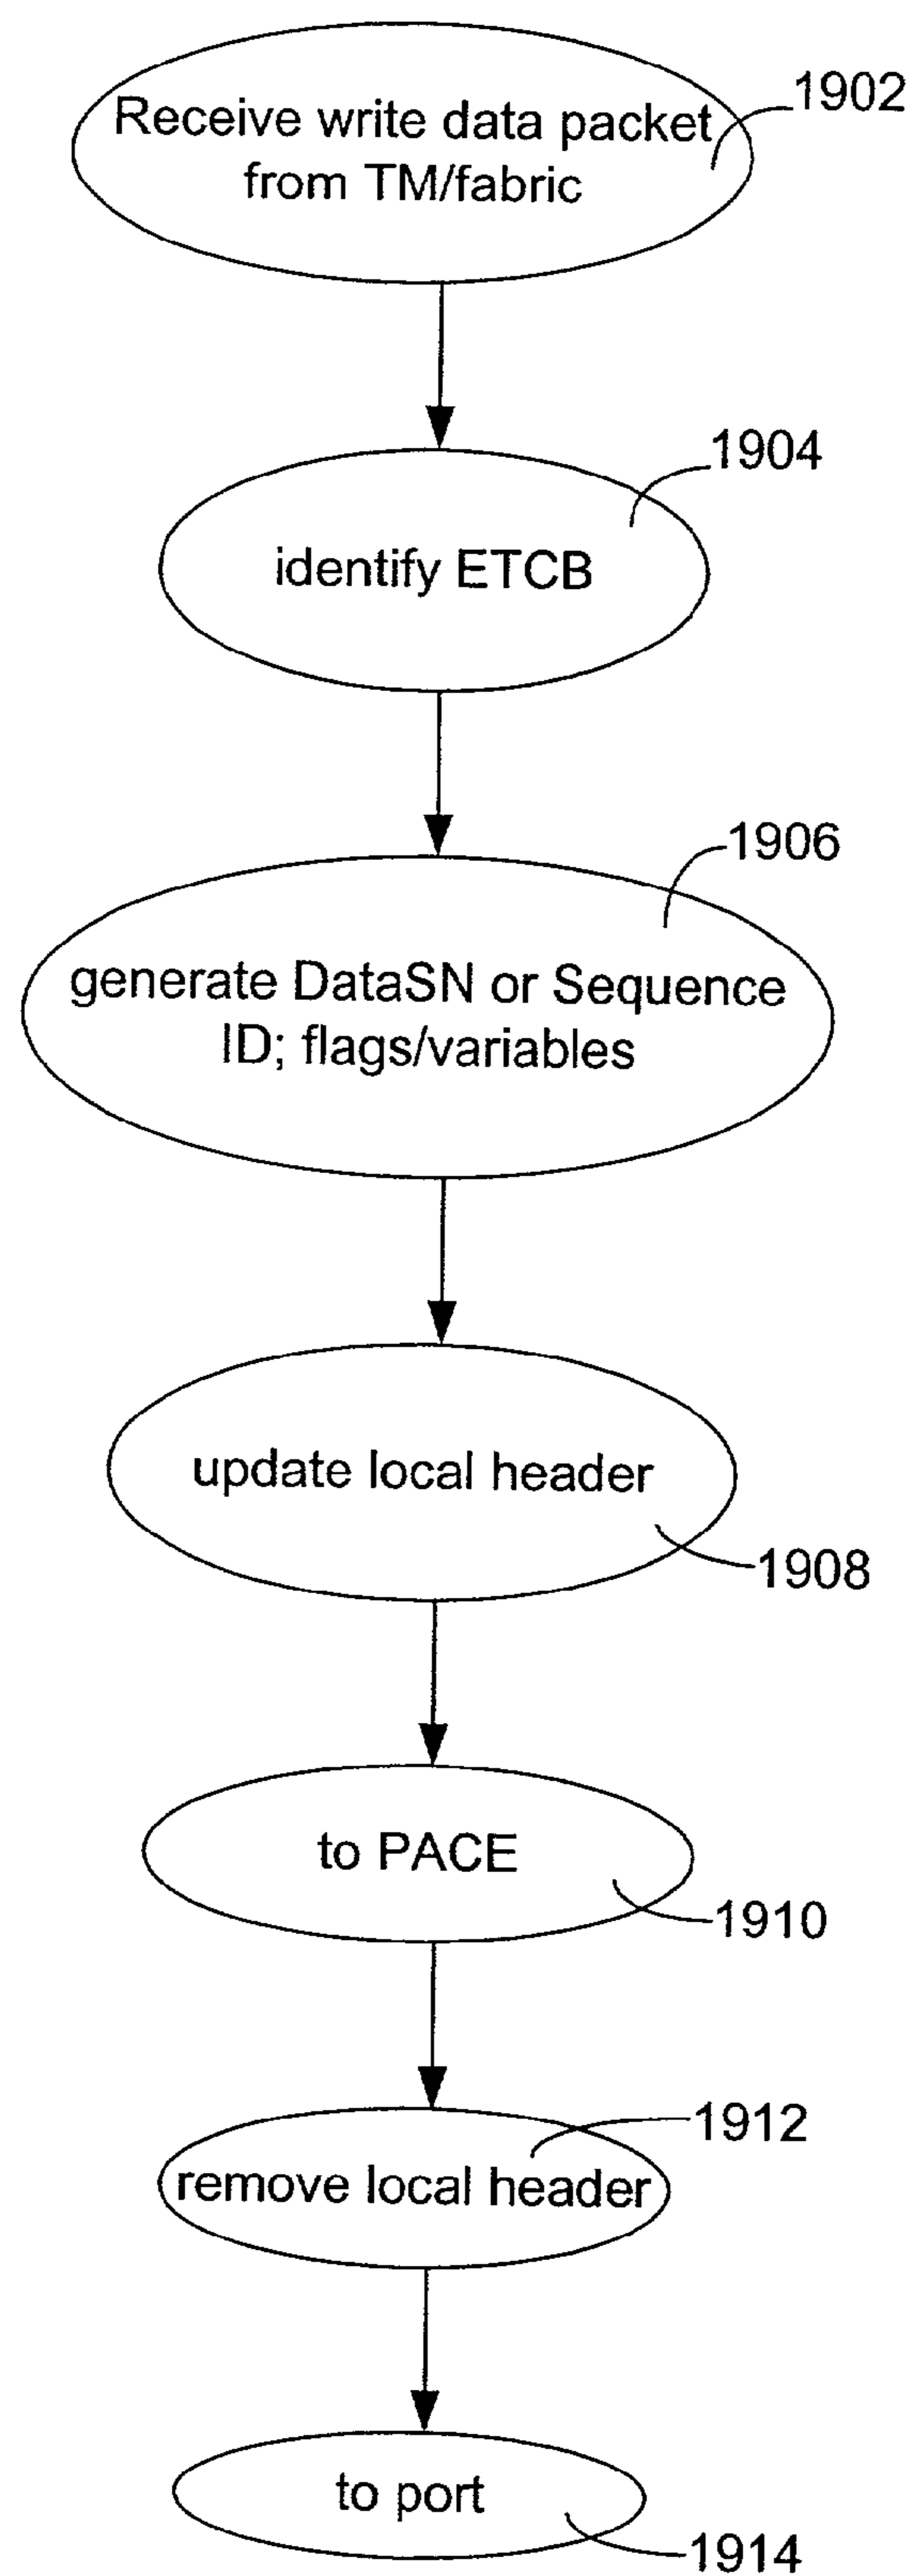 1902
Receive write data packet
from TM/fabric
1904
identify ETCB
1906
generate DataSN or Sequence
ID; flags/variables
update local header
1908
to PACE
1910
1912
remove local header
to port
1914